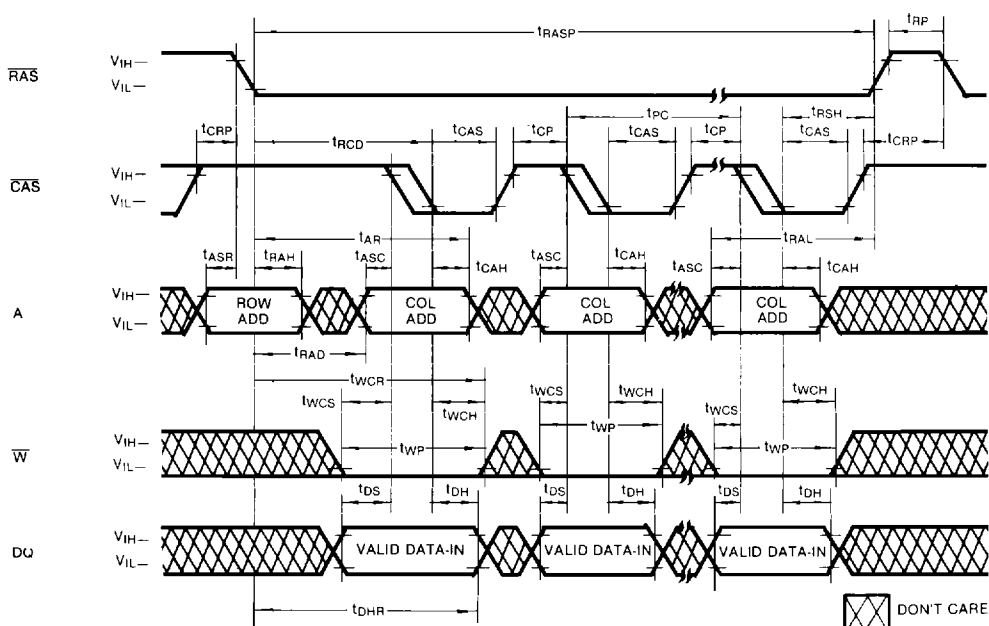 tRASP
tRP
RAS
VIH—
VIL—
tCRP
tRCD
tCAS
tCP
tPC
tCAS
tCP
tRSH
tCAS
tCRP
CAS
VIH—
VIL—
tAR
tRAL
tASR
tRAH
tASC
tCAH
tASC
tCAH
tASC
tCAH
A
VIH—
VIL—
ROW ADD
COL ADD
COL ADD
COL ADD
tRAD
tWCR
tWCS
tWCH
tWCS
tWCH
tWCS
tWCH
W
VIH—
VIL—
tWP
tWP
tWP
tDS
tDH
tDS
tDH
tDS
tDH
DQ
VIH—
VIL—
VALID DATA-IN
VALID DATA-IN
VALID DATA-IN
tDHR
DON'T CARE